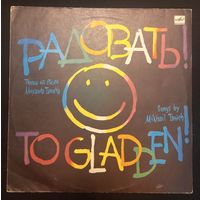 РАДОВАТЬ!
Песни на стихи
Михаила Танича
TO GLADDEN!
Songs by
Mikhail Tanich